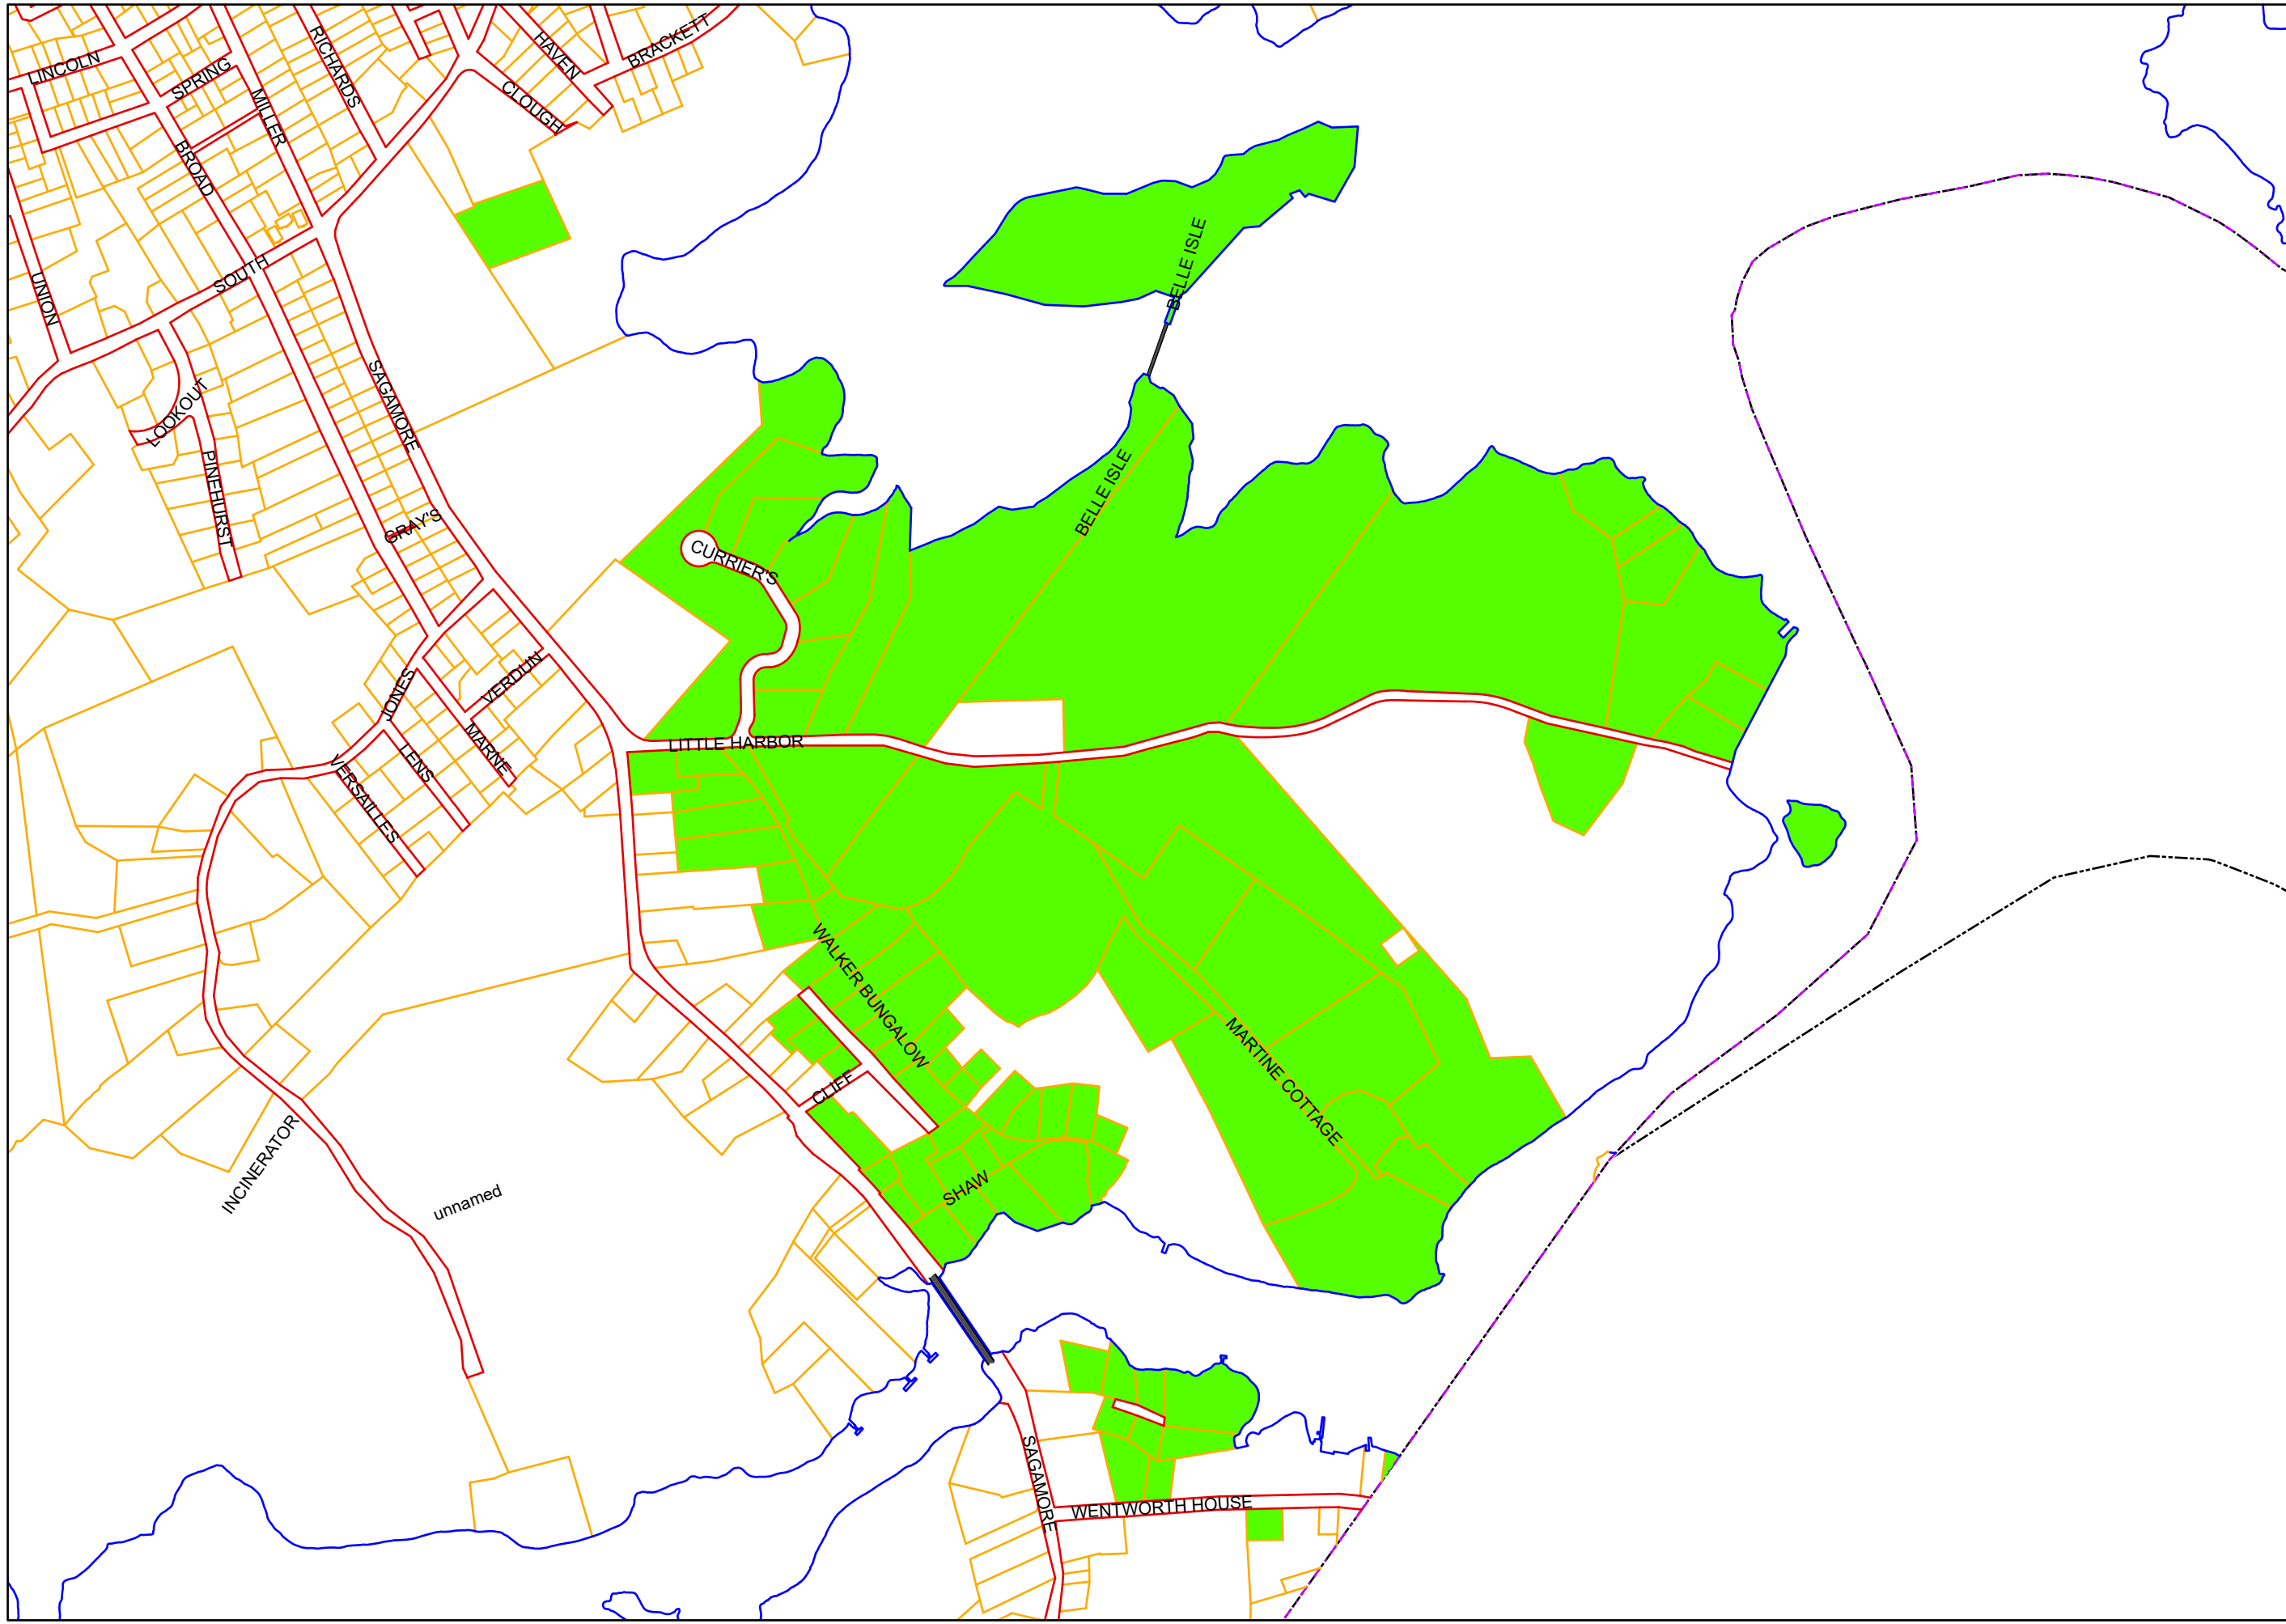 LINCOLN
SPRING
RICHARDS
MILLER
HAVEN
BRACKETT
CLOUGH
BROAD
UNION
SOUTH
BELLE ISLE
SAGAMORE
LOOKOUT
PINEHURST
GRAY'S
BELLE ISLE
CURRIER'S
VERDUN
JONES
MARNE
LENS
VERSAILLES
LITTLE HARBOR
WALKER BUNGALOW
MARTINE COTTAGE
CLIFF
INCINERATOR
unnamed
SHAW
SAGAMORE
WENTWORTH HOUSE